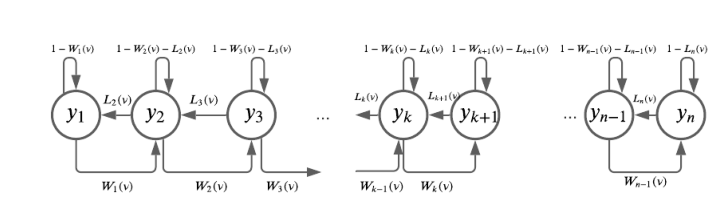 1 − W₁(v) 1 − W₂(v) − L₂(v) 1 − W₃(v) − L₃(v) 1 − Wₖ(v) − Lₖ(v) 1 − Wₖ₊₁(v) − Lₖ₊₁(v) 1 − Wₙ₋₁(v) − Lₙ₋₁(v) 1 − Lₙ(v)
L₂(v) L₃(v) Lₖ(v) Lₖ₊₁(v) Lₙ(v)
y₁ y₂ y₃ ... yₖ yₖ₊₁ ... yₙ₋₁ yₙ
W₁(v) W₂(v) W₃(v) Wₖ₋₁(v) Wₖ(v) Wₙ₋₁(v)